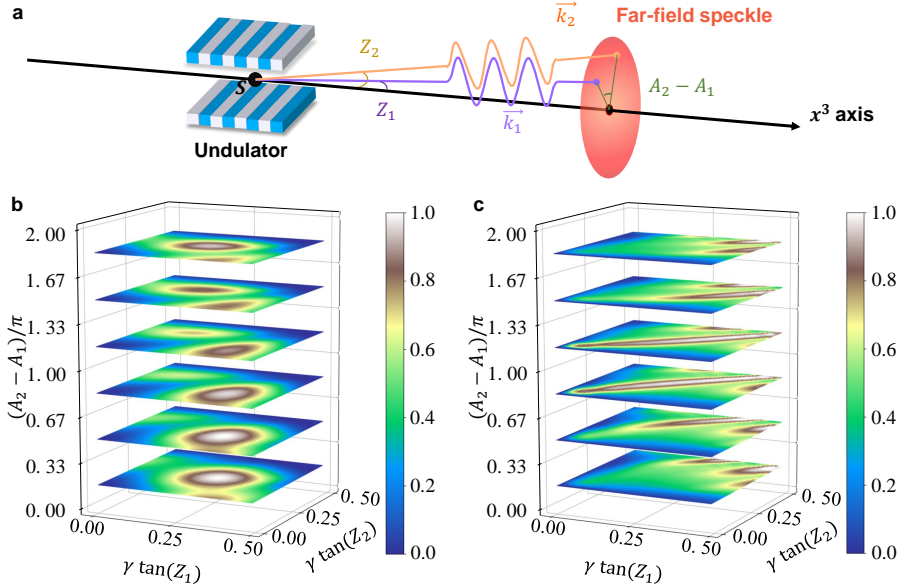 a
Far-field speckle
k₂
Z₂
S
Z₁
k₁
A₂ − A₁
x³ axis
Undulator
b
c
2.00
1.67
1.33
1.00
0.67
0.33
0.00
(A₂ − A₁)/π
0.00
0.25
0.50
γ tan(Z₁)
0.00
0.25
0. 50
γ tan(Z₂)
1.0
0.8
0.6
0.4
0.2
0.0
2.00
1.67
1.33
1.00
0.67
0.33
0.00
(A₂ − A₁)/π
0.00
0.25
0.50
γ tan(Z₁)
0.00
0.25
0. 50
γ tan(Z₂)
1.0
0.8
0.6
0.4
0.2
0.0